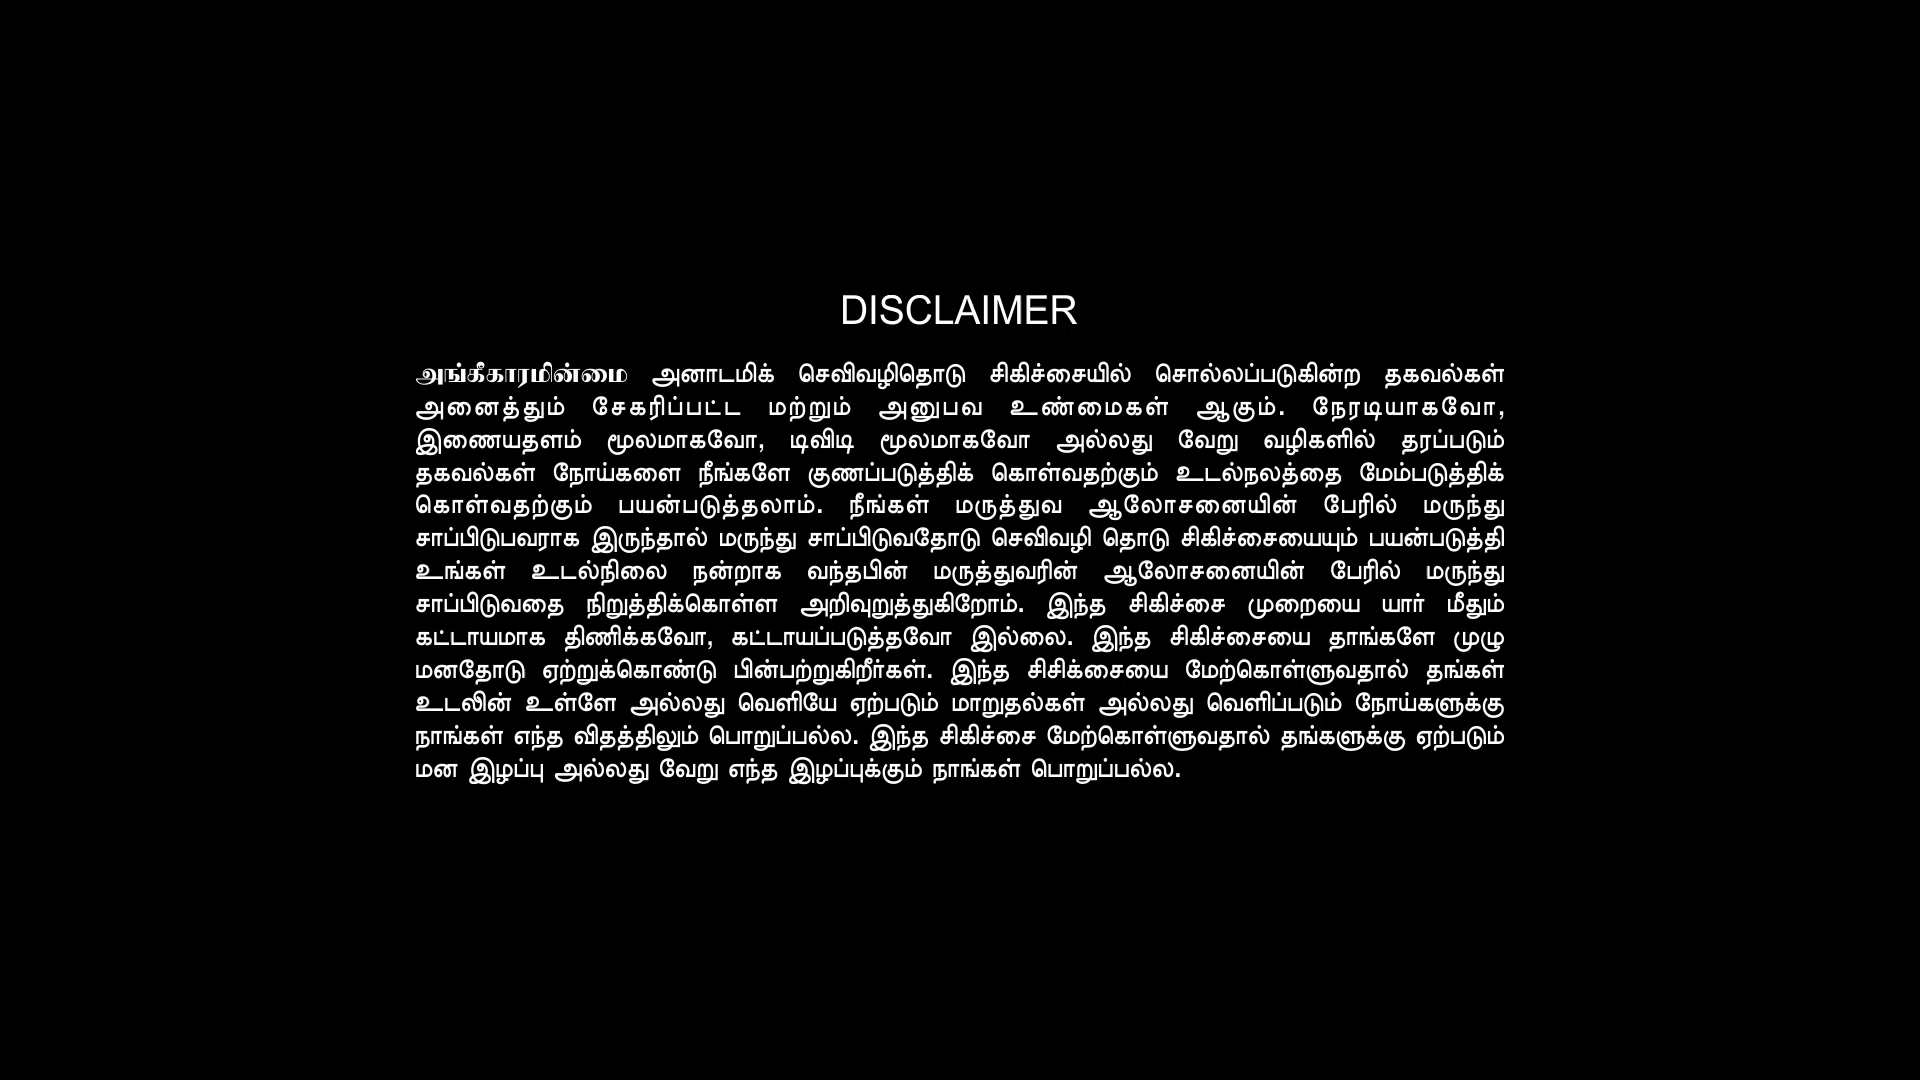 DISCLAIMER
அங்கீகாரமின்மை அனாடமிக் செவிவழிதொடு சிகிச்சையில் சொல்லப்படுகின்ற தகவல்கள்
அனைத்தும் சேகரிப்பட்ட மற்றும் அனுபவ உண்மைகள் ஆகும். நேரடியாகவோ,
இணையதளம் மூலமாகவோ, டிவிடி மூலமாகவோ அல்லது வேறு வழிகளில் தரப்படும்
தகவல்கள் நோய்களை நீங்களே குணப்படுத்திக் கொள்வதற்கும் உடல்நலத்தை மேம்படுத்திக்
கொள்வதற்கும் பயன்படுத்தலாம். நீங்கள் மருத்துவ ஆலோசனையின் பேரில் மருந்து
சாப்பிடுபவராக இருந்தால் மருந்து சாப்பிடுவதோடு செவிவழி தொடு சிகிச்சையையும் பயன்படுத்தி
உங்கள் உடல்நிலை நன்றாக வந்தபின் மருத்துவரின் ஆலோசனையின் பேரில் மருந்து
சாப்பிடுவதை நிறுத்திக்கொள்ள அறிவுறுத்துகிறோம். இந்த சிகிச்சை முறையை யார் மீதும்
கட்டாயமாக திணிக்கவோ, கட்டாயப்படுத்தவோ இல்லை. இந்த சிகிச்சையை தாங்களே முழு
மனதோடு ஏற்றுக்கொண்டு பின்பற்றுகிறீர்கள். இந்த சிசிக்சையை மேற்கொள்ளுவதால் தங்கள்
உடலின் உள்ளே அல்லது வெளியே ஏற்படும் மாறுதல்கள் அல்லது வெளிப்படும் நோய்களுக்கு
நாங்கள் எந்த விதத்திலும் பொறுப்பல்ல. இந்த சிகிச்சை மேற்கொள்ளுவதால் தங்களுக்கு ஏற்படும்
மன இழப்பு அல்லது வேறு எந்த இழப்புக்கும் நாங்கள் பொறுப்பல்ல.